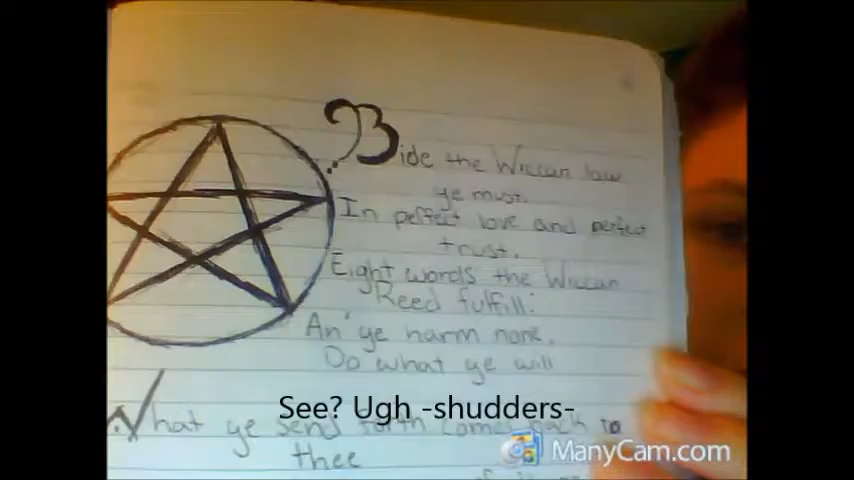 Bide the Wiccan law
ye must.
In perfect love and perfect
trust.
Eight words the Wiccan
Reed fulfill:
An' ye harm none,
Do what ye will
What ye send forth comes back to
thee
See? Ugh -shudders-
ManyCam.com